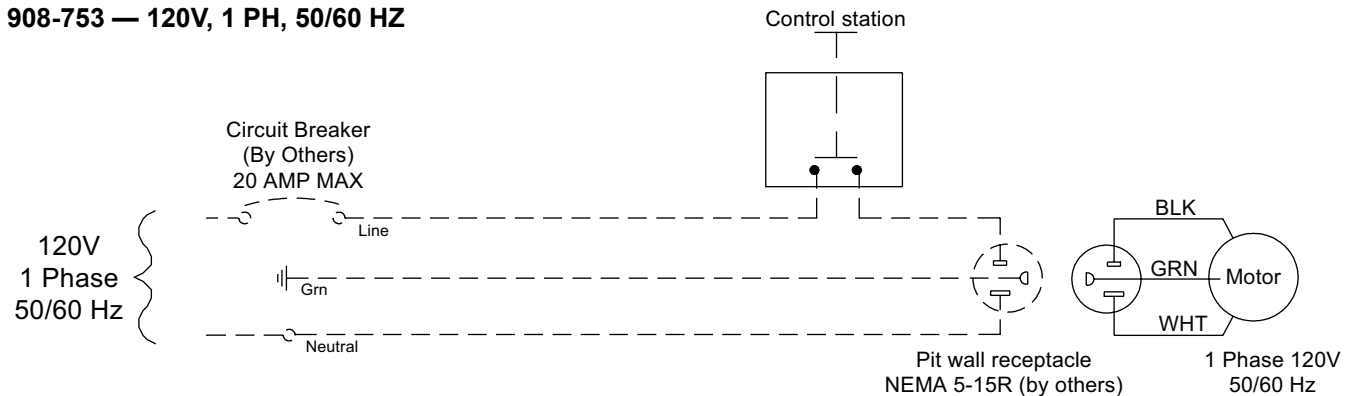 908-753 — 120V, 1 PH, 50/60 HZ
Control station
Circuit Breaker
(By Others)
20 AMP MAX
Line
120V
1 Phase
50/60 Hz
Grn
Neutral
BLK
GRN
Motor
WHT
Pit wall receptacle
NEMA 5-15R (by others)
1 Phase 120V
50/60 Hz